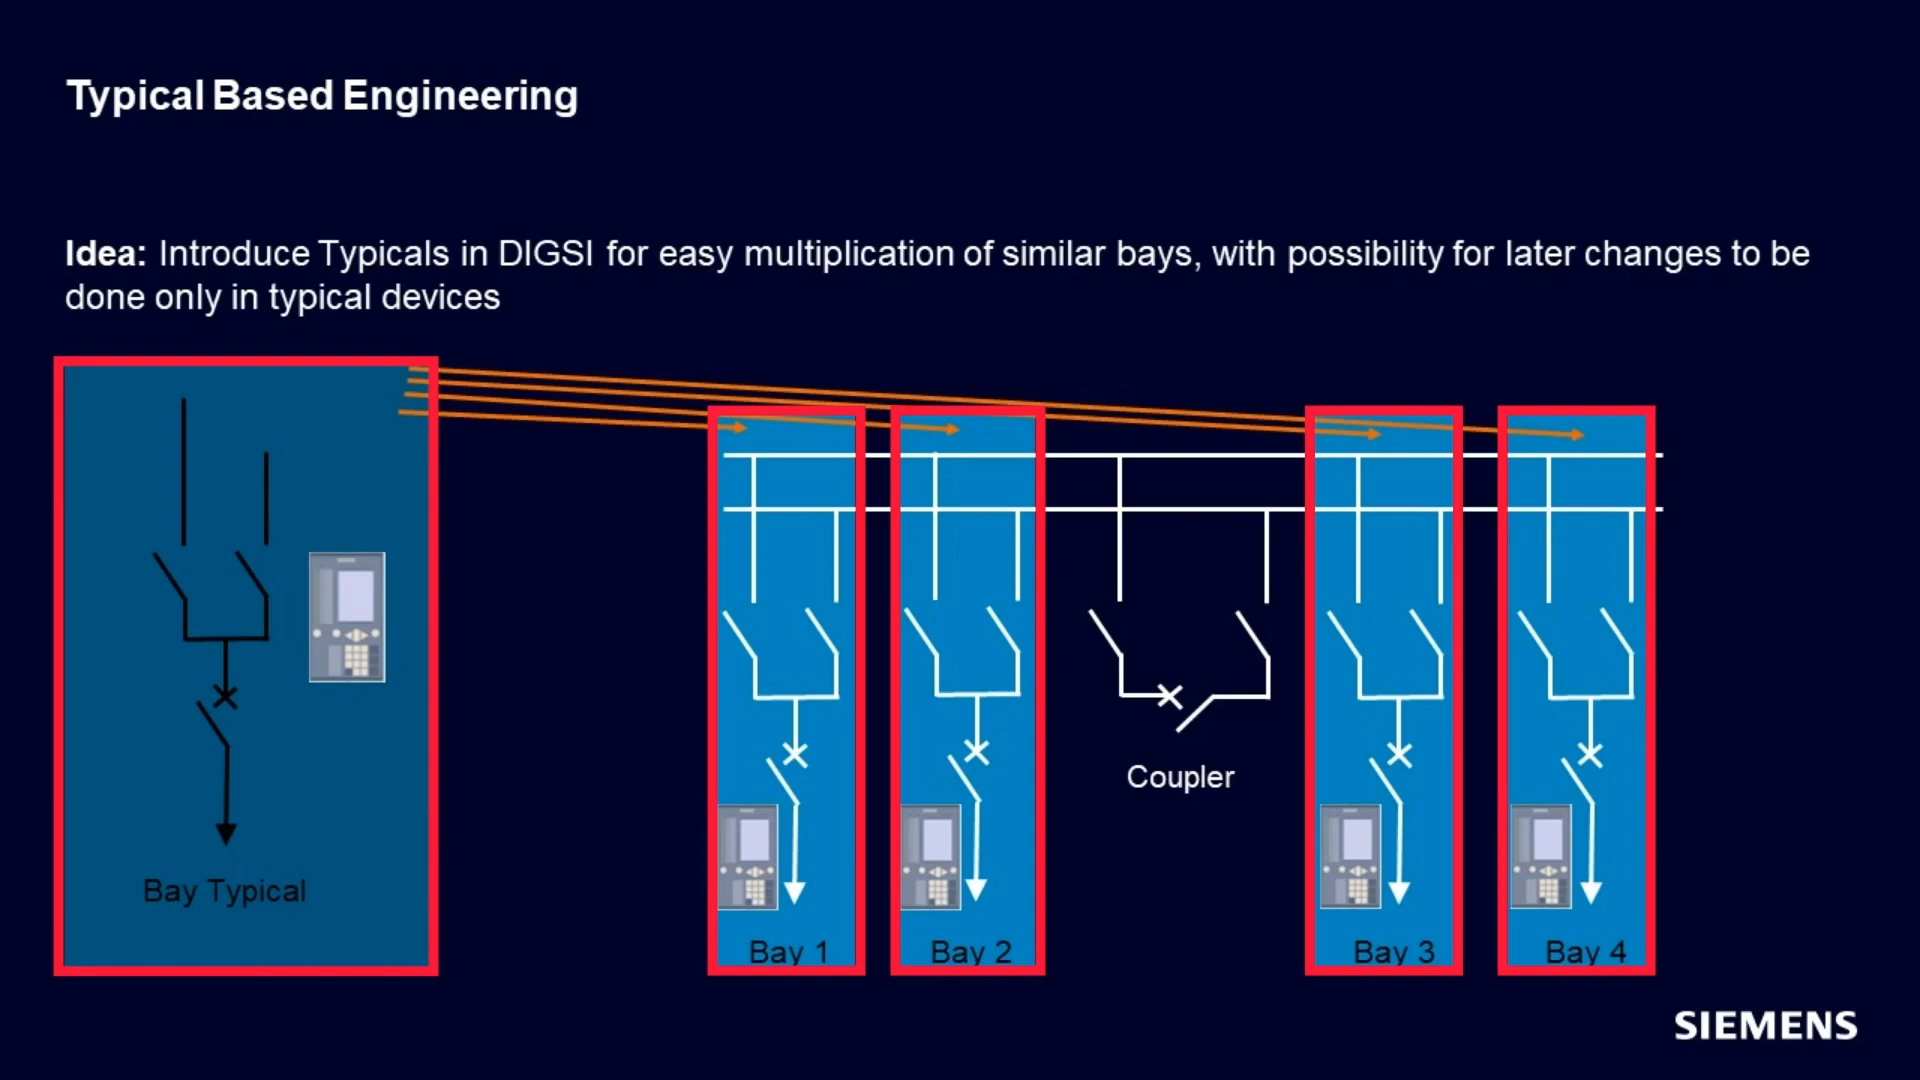 Typical Based Engineering
Idea: Introduce Typicals in DIGSI for easy multiplication of similar bays, with possibility for later changes to be
done only in typical devices
Coupler
Bay Typical
Bay 1
Bay 2
Bay 3
Bay 4
SIEMENS